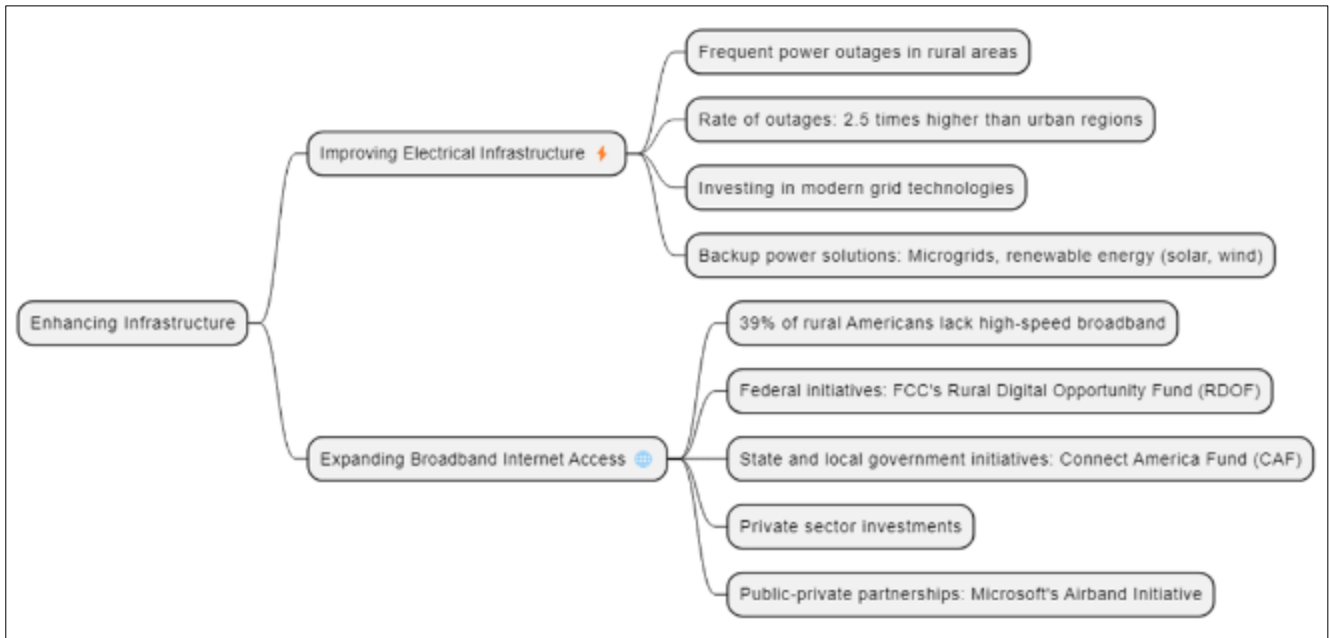 Enhancing Infrastructure
Improving Electrical Infrastructure
Frequent power outages in rural areas
Rate of outages: 2.5 times higher than urban regions
Investing in modern grid technologies
Backup power solutions: Microgrids, renewable energy (solar, wind)
Expanding Broadband Internet Access
39% of rural Americans lack high-speed broadband
Federal initiatives: FCC's Rural Digital Opportunity Fund (RDOF)
State and local government initiatives: Connect America Fund (CAF)
Private sector investments
Public-private partnerships: Microsoft's Airband Initiative